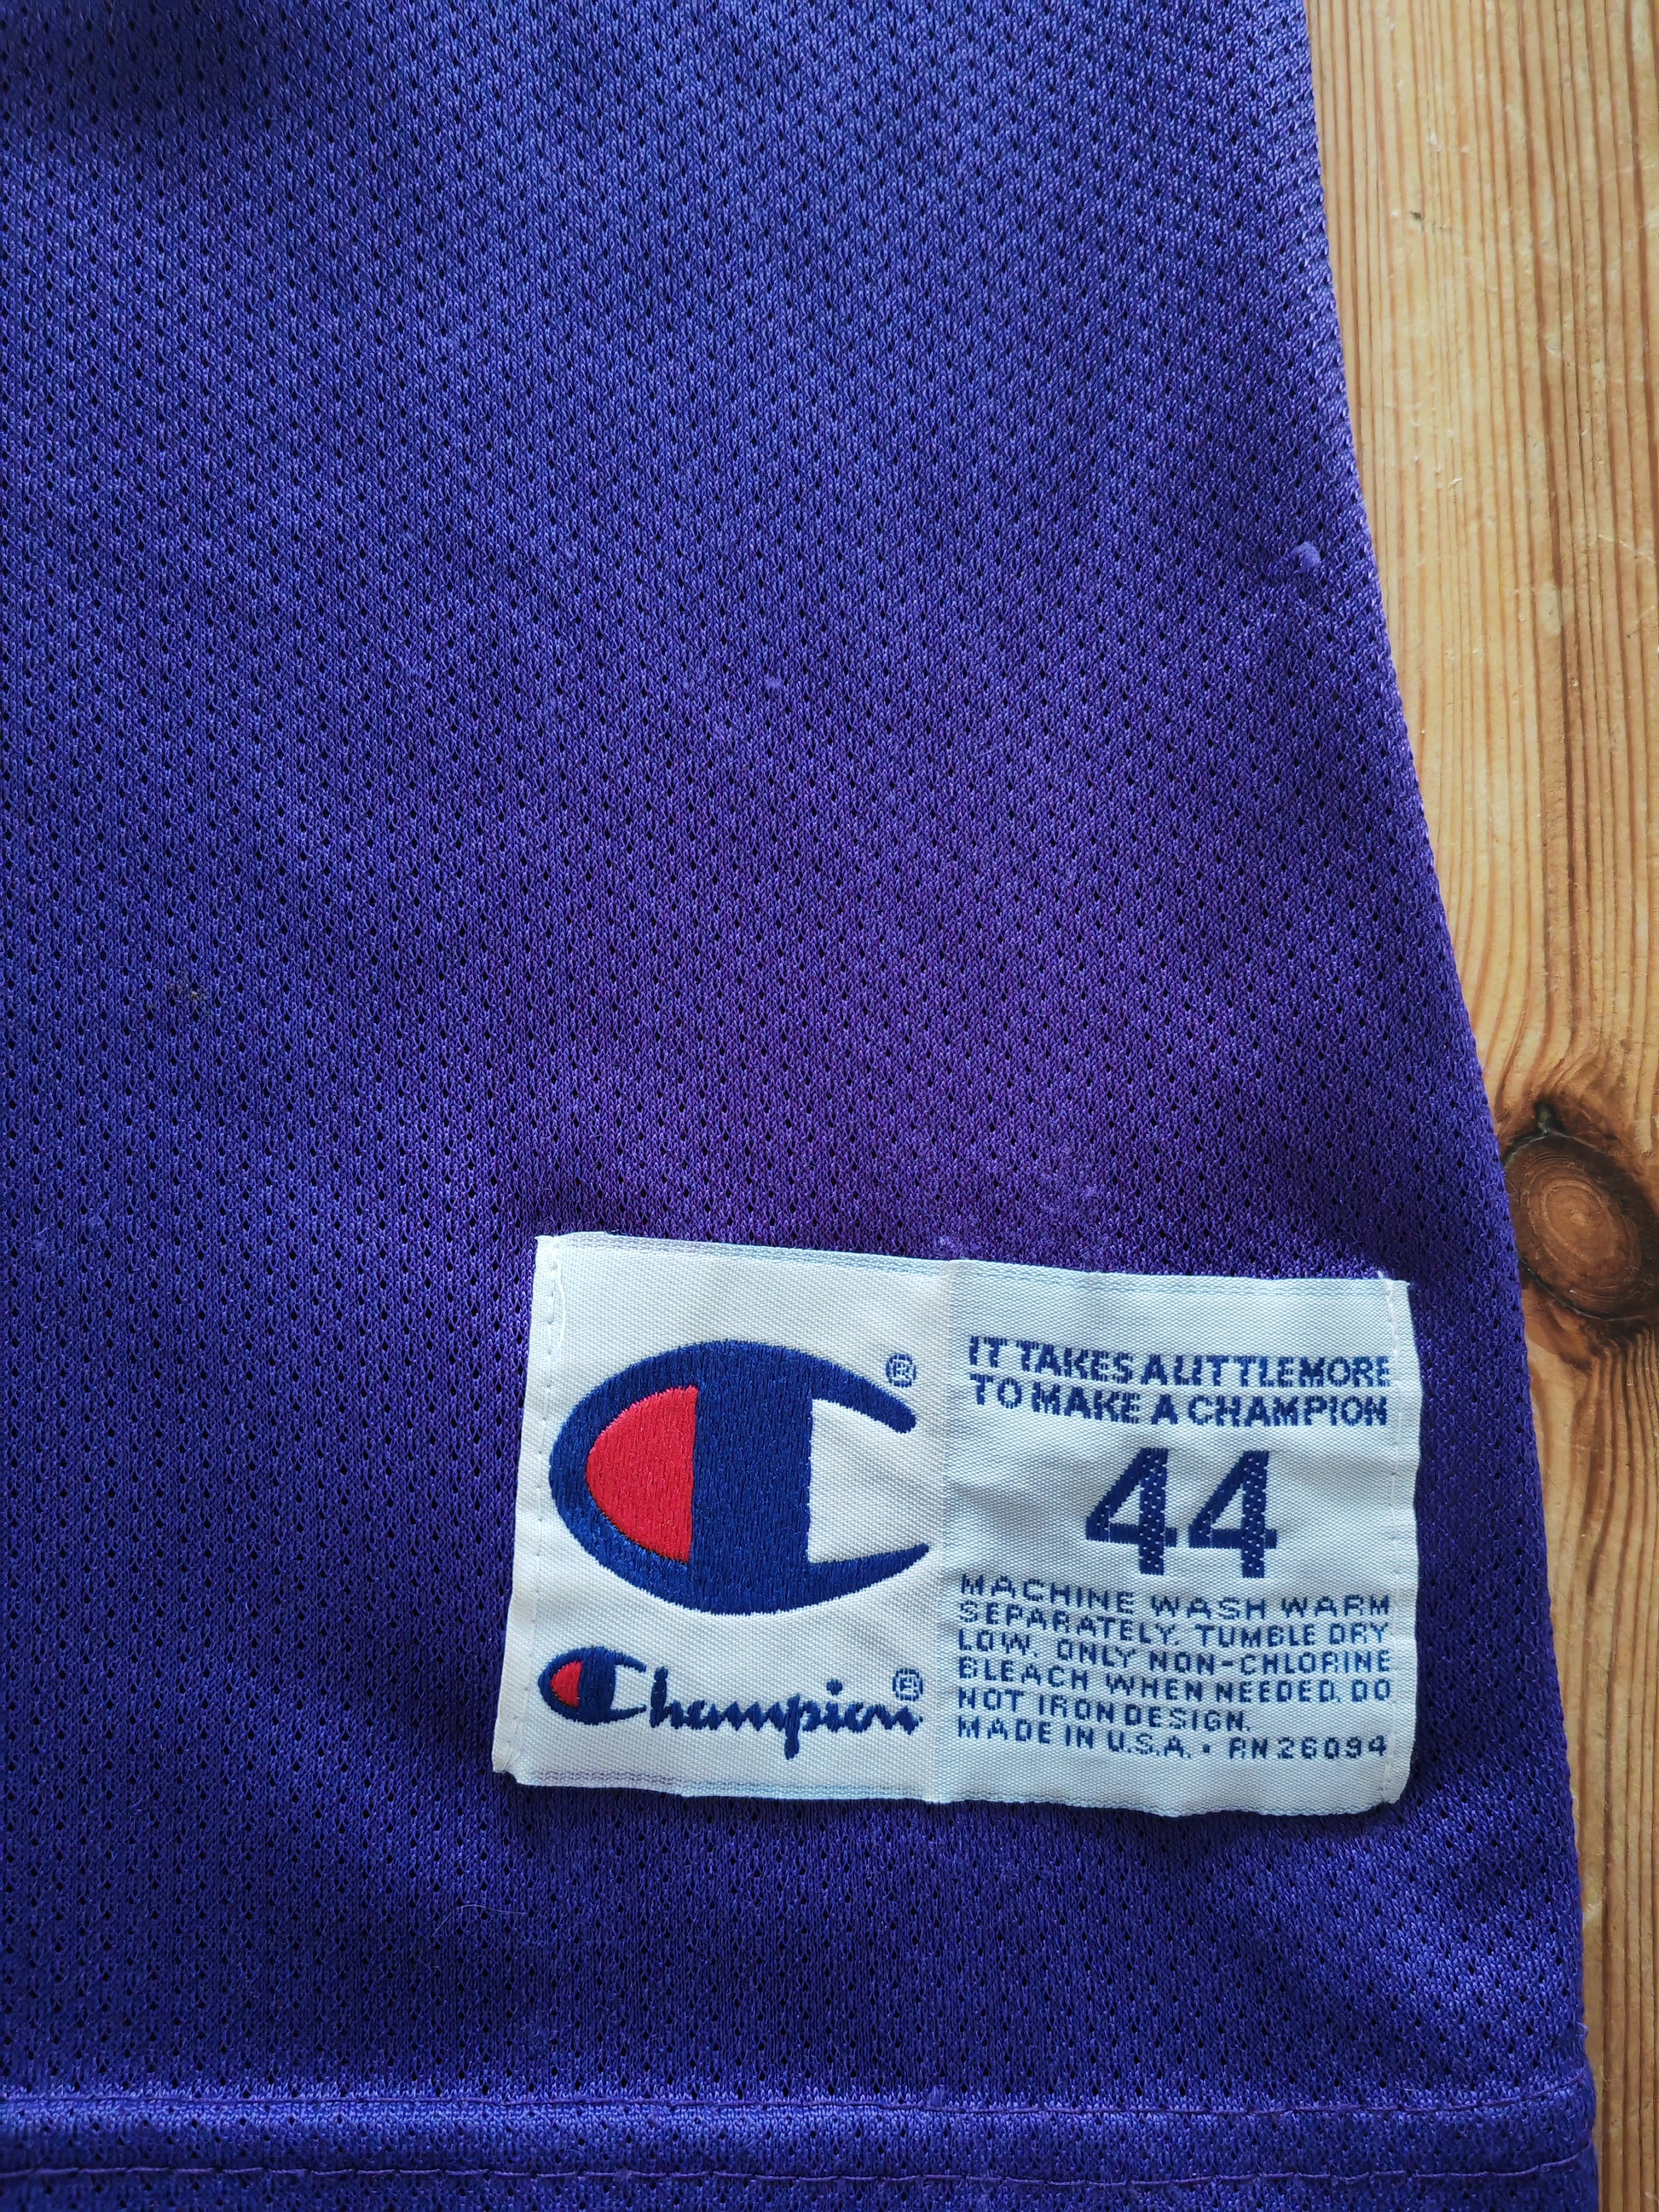 ®
IT TAKES A LITTLE MORE
TO MAKE A CHAMPION
44
MACHINE WASH WARM
SEPARATELY. TUMBLE DRY
LOW. ONLY NON-CHLORINE
BLEACH WHEN NEEDED. DO
NOT IRON DESIGN.
MADE IN U.S.A. • RN 26094
Champion®